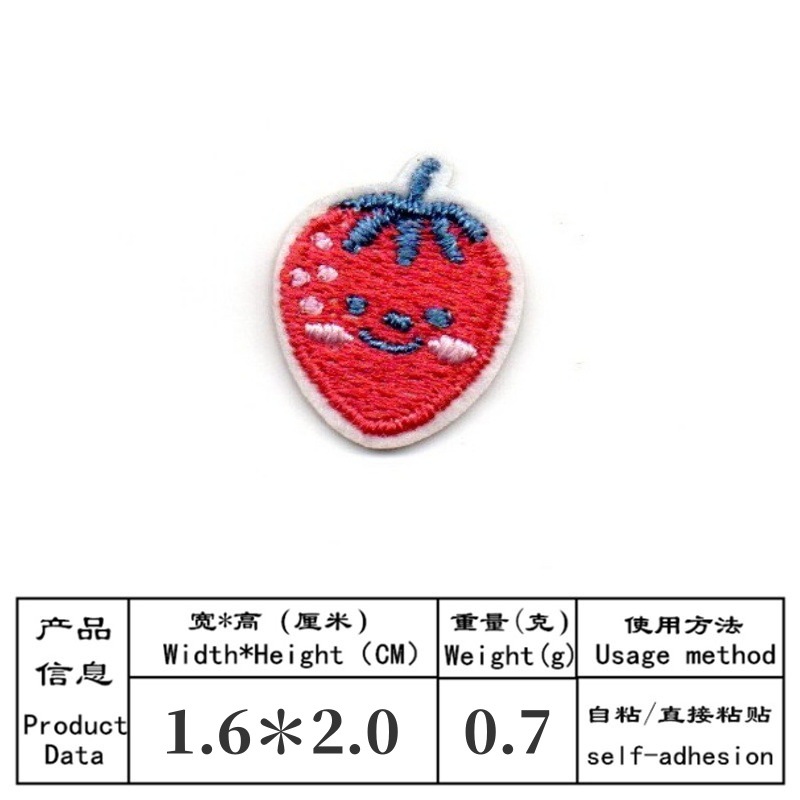 产品
信息
Product
Data
宽*高 (厘米)
Width*Height (CM)
重量(克)
Weight(g)
使用方法
Usage method
1.6*2.0
0.7
自粘/直接粘贴
self-adhesion